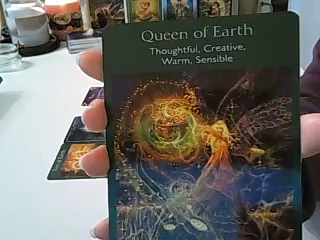 Queen of Earth
Thoughtful, Creative,
Warm, Sensible